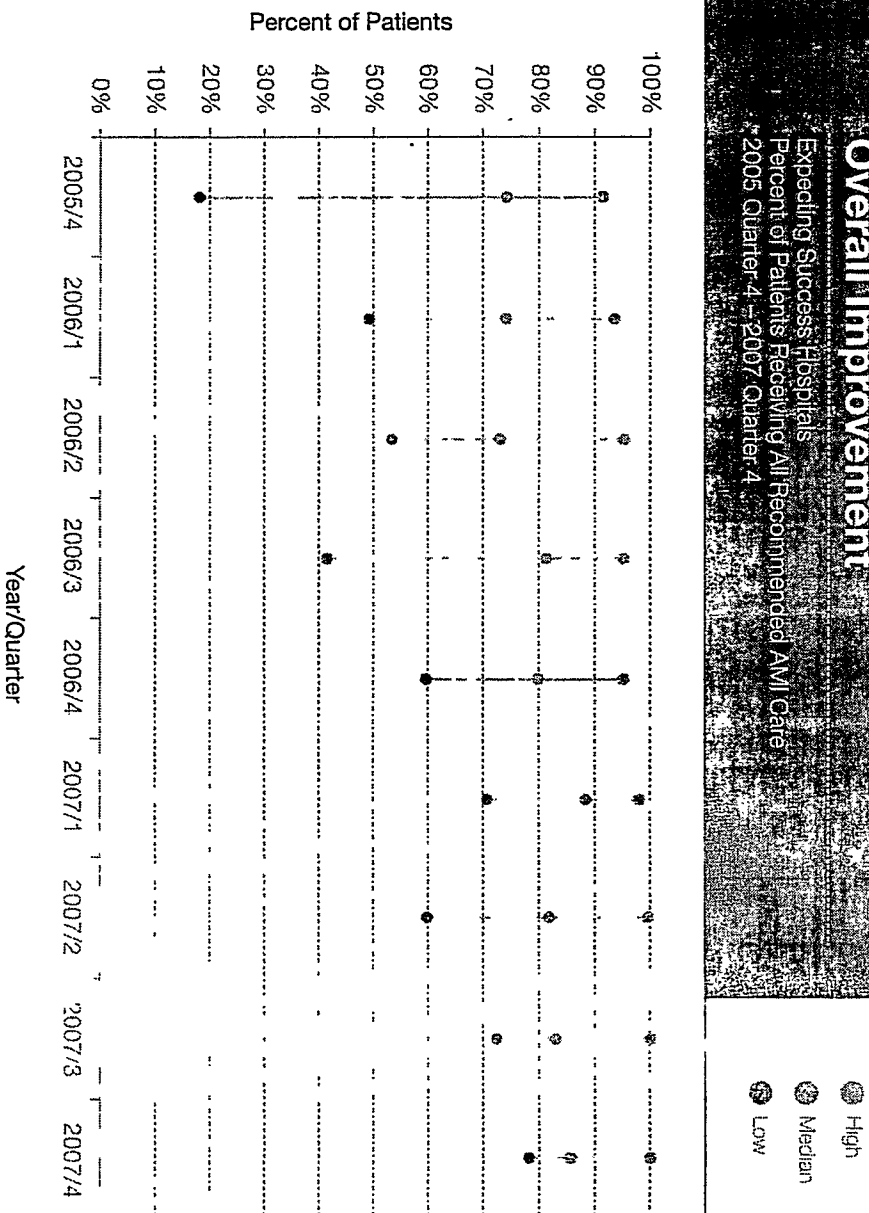 Overall Improvement
Expecting Success Hospitals
Percent of Patients Receiving All Recommended AMI Care
2005 Quarter 4 – 2007 Quarter 4
High
Median
Low
Percent of Patients
100%
90%
80%
70%
60%
50%
40%
30%
20%
10%
0%
2005/4
2006/1
2006/2
2006/3
2006/4
2007/1
2007/2
2007/3
2007/4
Year/Quarter